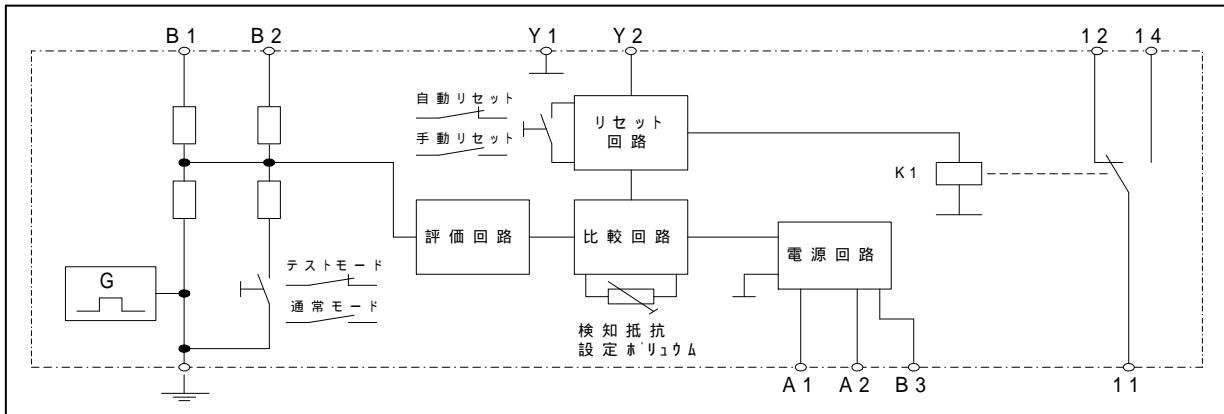 B1
B2
Y1
Y2
12
14
自動リセット
手動リセット
リセット
回路
K1
評価回路
比較回路
電源回路
G
テストモード
通常モード
検知抵抗
設定ボリュウム
A1
A2
B3
11